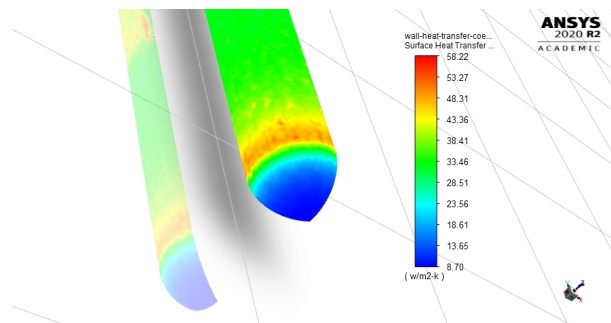 ANSYS
2020 R2
ACADEMIC
wall-heat-transfer-coe...
Surface Heat Transfer ...
58.22
53.27
48.31
43.36
38.41
33.46
28.51
23.56
18.61
13.65
8.70
( w/m2-k )